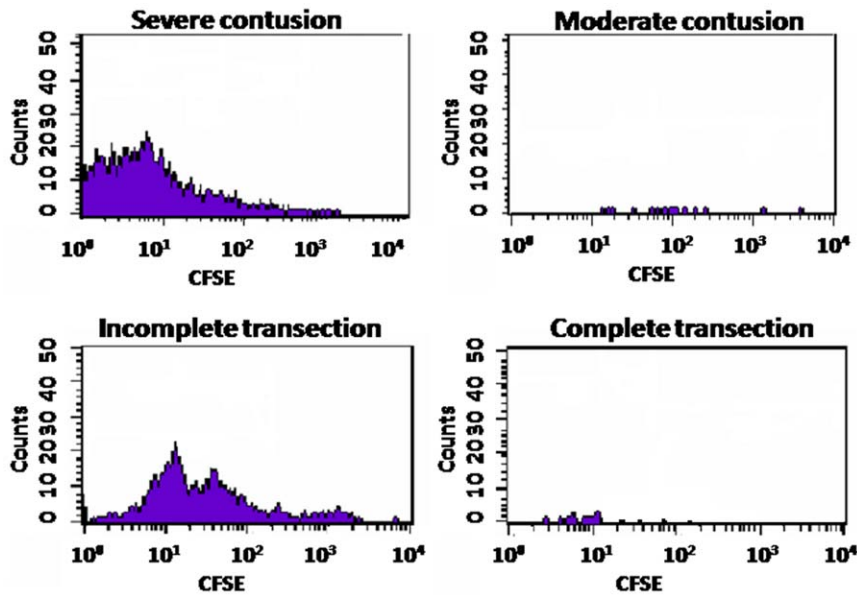 Severe contusion
Counts
0 10 20 30 40 50
10⁰ 10¹ 10² 10³ 10⁴
CFSE
Moderate contusion
Counts
0 10 20 30 40 50
10⁰ 10¹ 10² 10³ 10⁴
CFSE
Incomplete transection
Counts
0 10 20 30 40 50
10⁰ 10¹ 10² 10³ 10⁴
CFSE
Complete transection
Counts
0 10 20 30 40 50
10⁰ 10¹ 10² 10³ 10⁴
CFSE